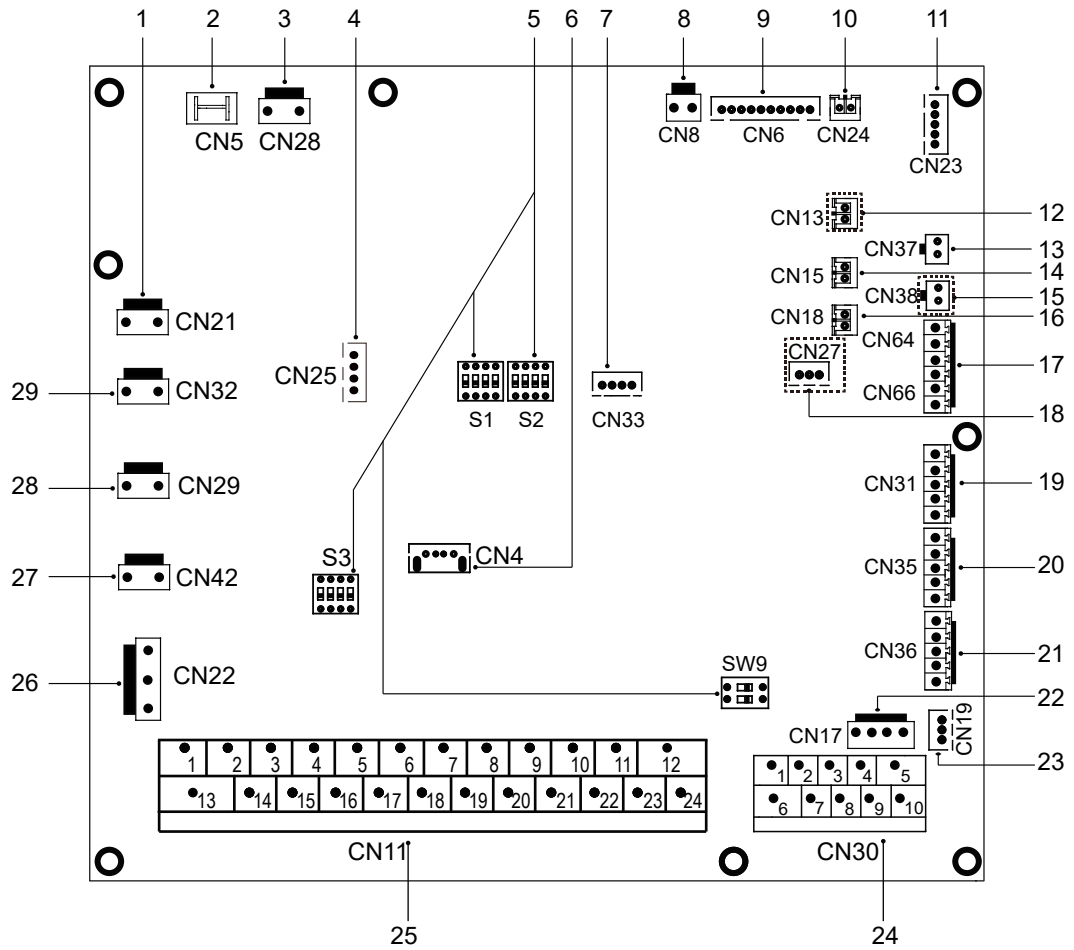 1 2 3 4 5 6 7 8 9 10 11
CN5 CN28 CN8 CN6 CN24
CN23
CN13 12
CN37 13
CN15 14
CN38 15
CN21 CN18 16
CN64
CN27
CN25 17
29 CN32 CN66
S1 S2 CN33 18
28 CN29 CN31 19
S3 CN4
27 CN42 CN35 20
CN36 21
26 CN22 SW9
22
CN17 CN19
23
1 2 3 4 5 6 7 8 9 10 11 12
1 2 3 4 5
13 14 15 16 17 18 19 20 21 22 23 24
6 7 8 9 10
CN11 CN30
25 24